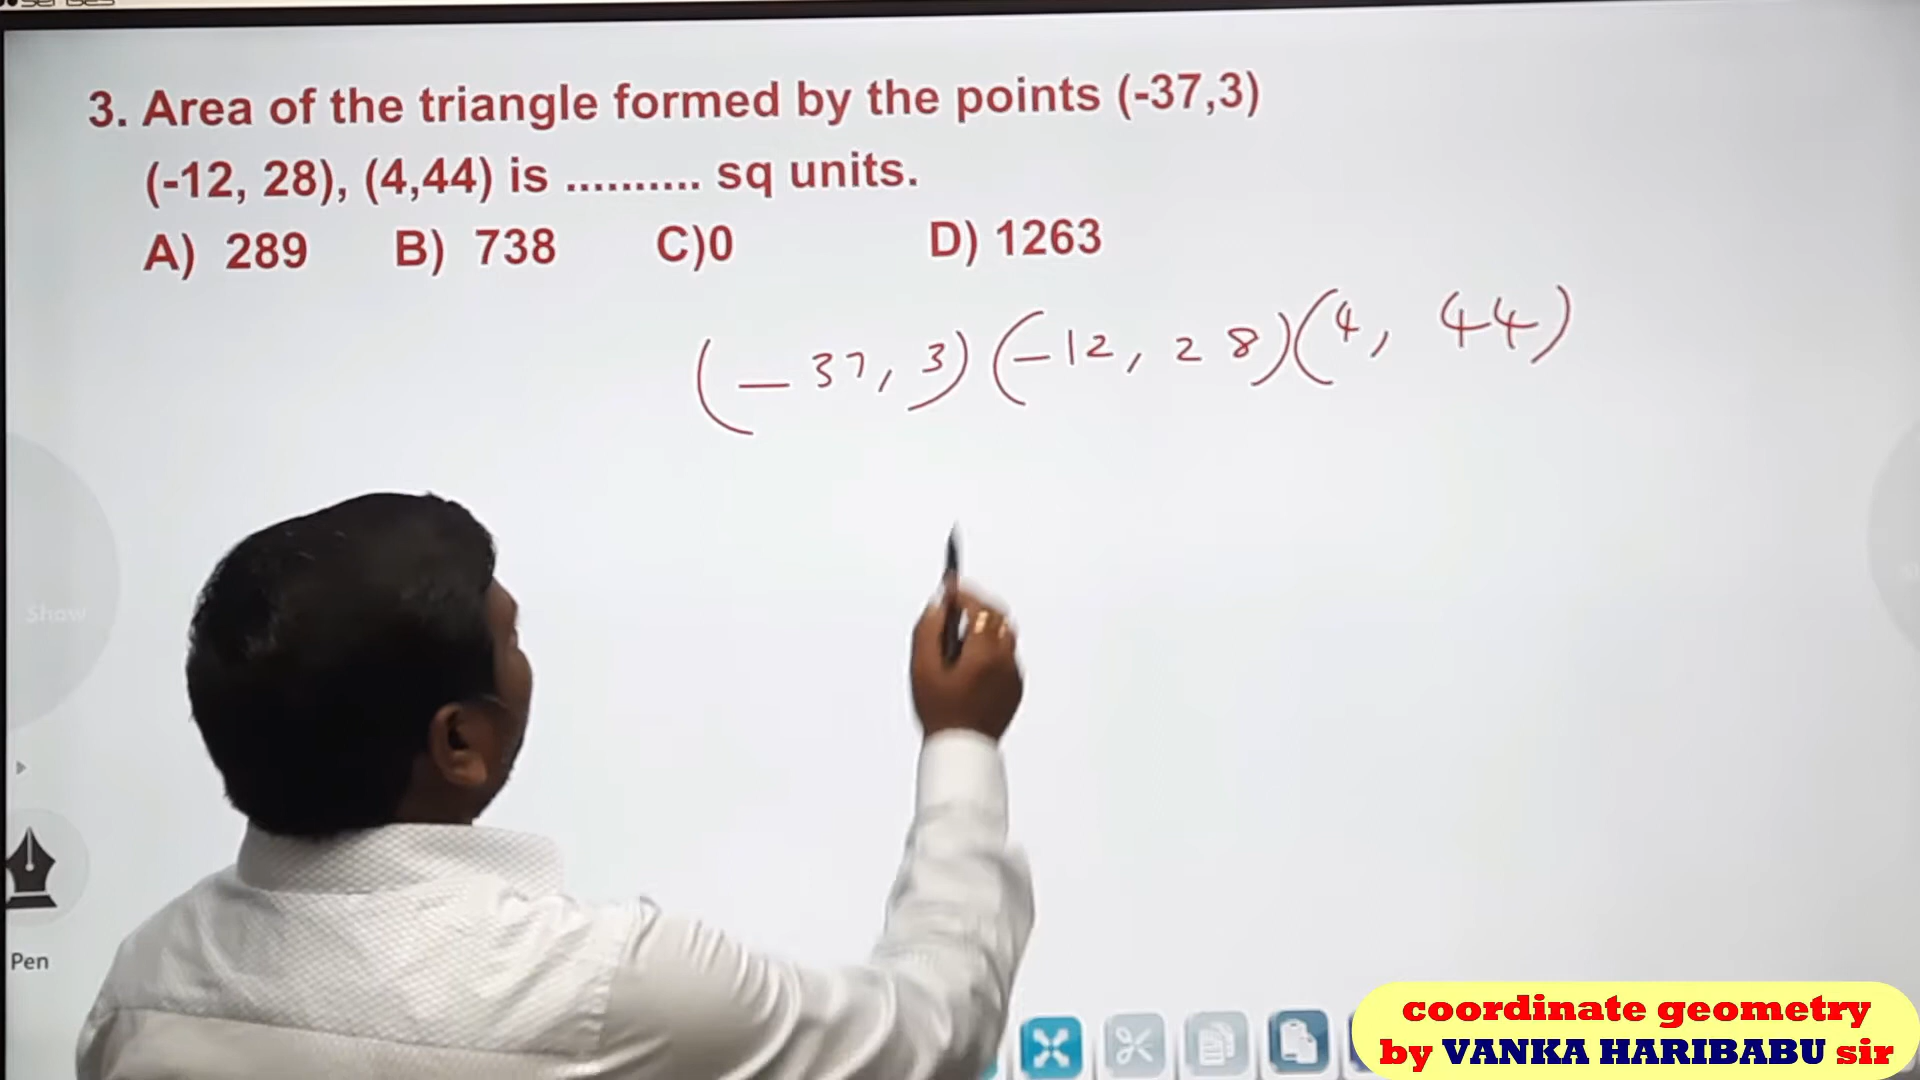 3. Area of the triangle formed by the points (-37,3)
(-12, 28), (4,44) is .......... sq units.
A) 289 B) 738 C)0 D) 1263
(-37, 3) (-12, 28) (4, 44)
Show
Pen
coordinate geometry
by VANKA HARIBABU sir